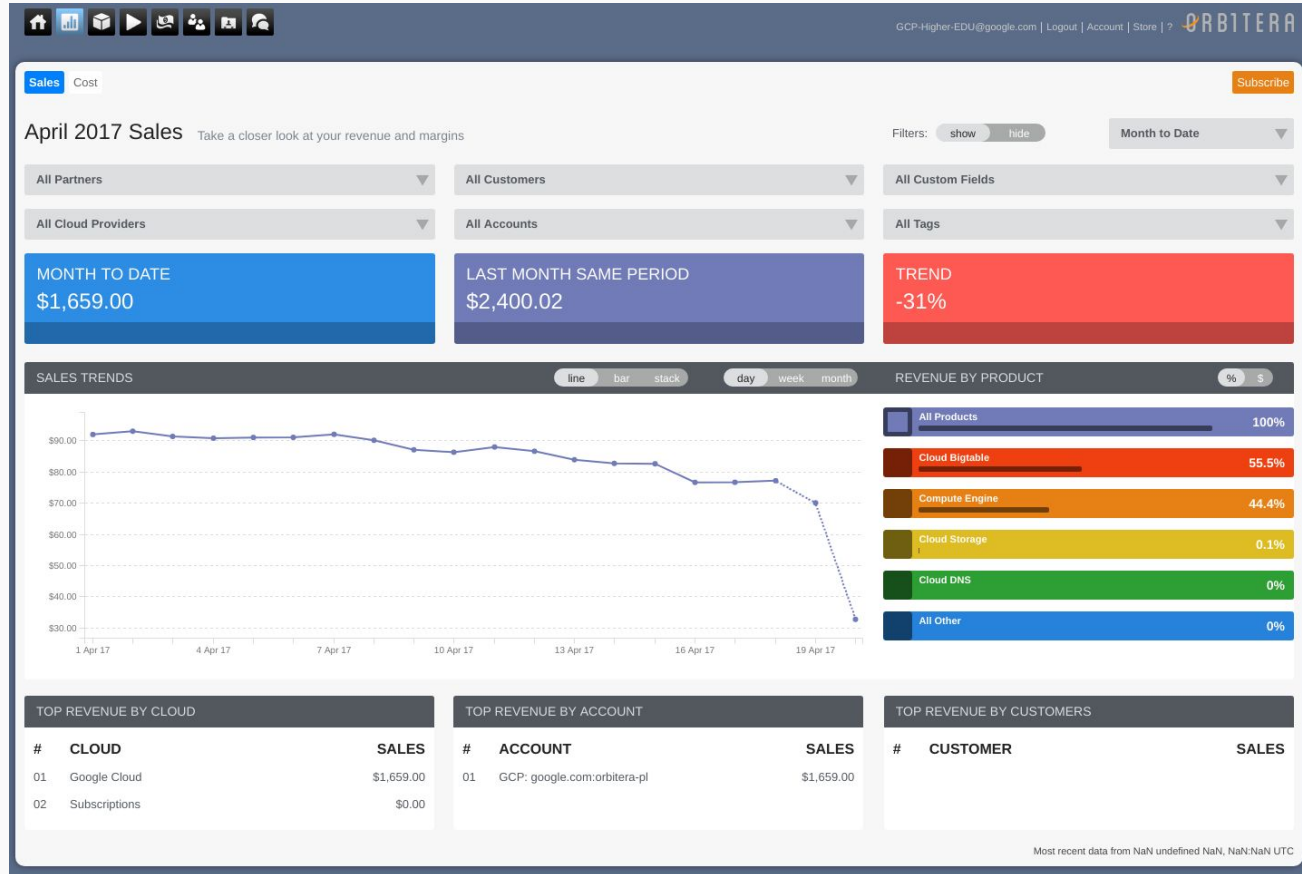 GCP-Higher-EDU@google.com | Logout | Account | Store | ? ORBITERA
Sales Cost Subscribe
April 2017 Sales Take a closer look at your revenue and margins Filters: show hide Month to Date
All Partners All Customers All Custom Fields
All Cloud Providers All Accounts All Tags
MONTH TO DATE LAST MONTH SAME PERIOD TREND
$1,659.00 $2,400.02 -31%
SALES TRENDS line bar stack day week month REVENUE BY PRODUCT % $
$90.00
$80.00
$70.00
$60.00
$50.00
$40.00
$30.00
1 Apr 17 4 Apr 17 7 Apr 17 10 Apr 17 13 Apr 17 16 Apr 17 19 Apr 17
All Products 100%
Cloud Bigtable 55.5%
Compute Engine 44.4%
Cloud Storage 0.1%
Cloud DNS 0%
All Other 0%
TOP REVENUE BY CLOUD
# CLOUD SALES
01 Google Cloud $1,659.00
02 Subscriptions $0.00
TOP REVENUE BY ACCOUNT
# ACCOUNT SALES
01 GCP: google.com:orbitera-pl $1,659.00
TOP REVENUE BY CUSTOMERS
# CUSTOMER SALES
Most recent data from NaN undefined NaN, NaN:NaN UTC